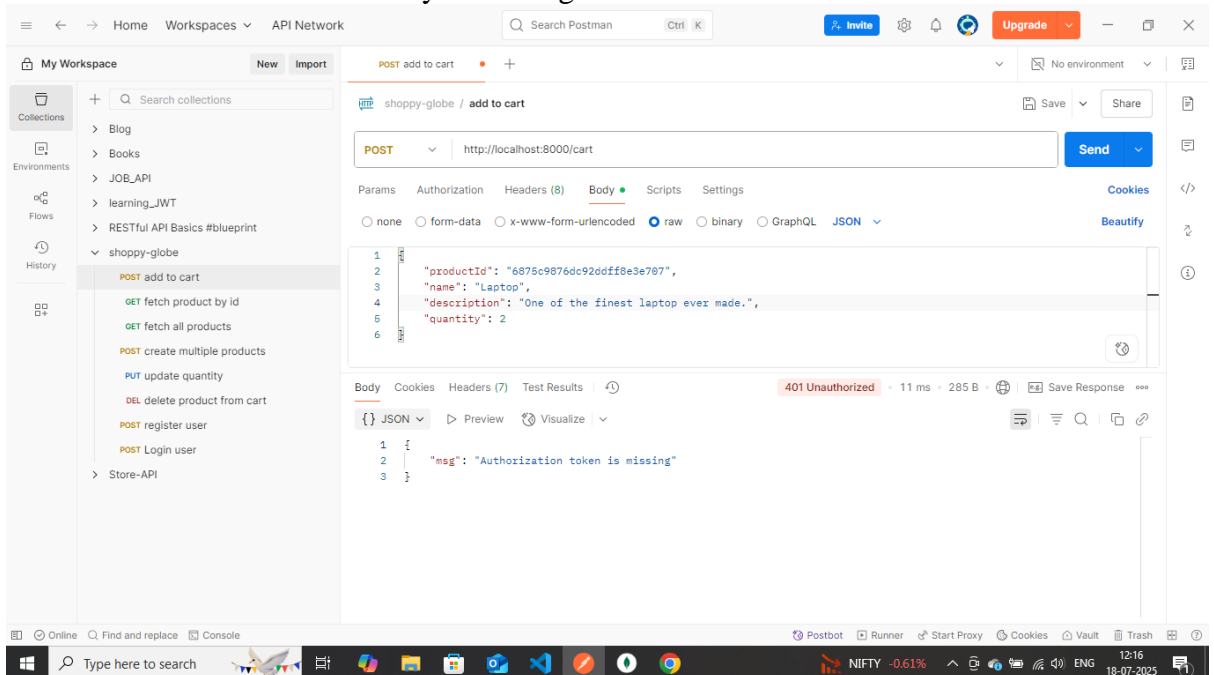 Home Workspaces API Network Search Postman Ctrl K Invite Upgrade
My Workspace New Import POST add to cart No environment
Collections
Environments
Flows
History
Search collections
Blog
Books
JOB_API
learning_JWT
RESTful API Basics #blueprint
shoppy-globe
POST add to cart
GET fetch product by id
GET fetch all products
POST create multiple products
PUT update quantity
DEL delete product from cart
POST register user
POST Login user
Store-API
HTTP shoppy-globe / add to cart Save Share
POST http://localhost:8000/cart Send
Params Authorization Headers (8) Body Scripts Settings Cookies
none form-data x-www-form-urlencoded raw binary GraphQL JSON Beautify
1 {
2 "productId": "6875c9876dc92ddff8e3e707",
3 "name": "Laptop",
4 "description": "One of the finest laptop ever made.",
5 "quantity": 2
6 }
Body Cookies Headers (7) Test Results 401 Unauthorized 11 ms 285 B Save Response
{} JSON Preview Visualize
1 {
2 "msg": "Authorization token is missing"
3 }
Online Find and replace Console Postbot Runner Start Proxy Cookies Vault Trash
Type here to search NIFTY -0.61% ENG 12:16
18-07-2025